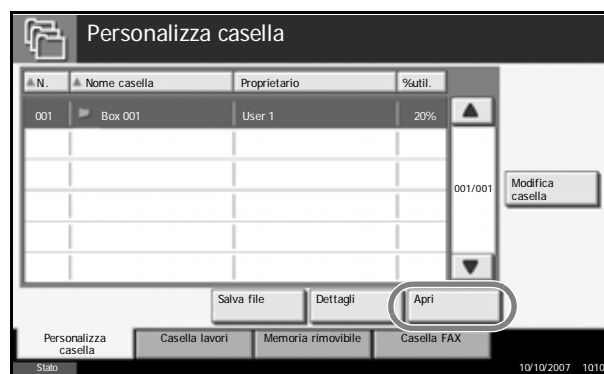 Personalizza casella
N. Nome casella Proprietario %util.
001 Box 001 User 1 20%
001/001
Modifica
casella
Salva file Dettagli Apri
Personalizza
casella
Casella lavori Memoria rimovibile Casella FAX
Stato 10/10/2007 1010